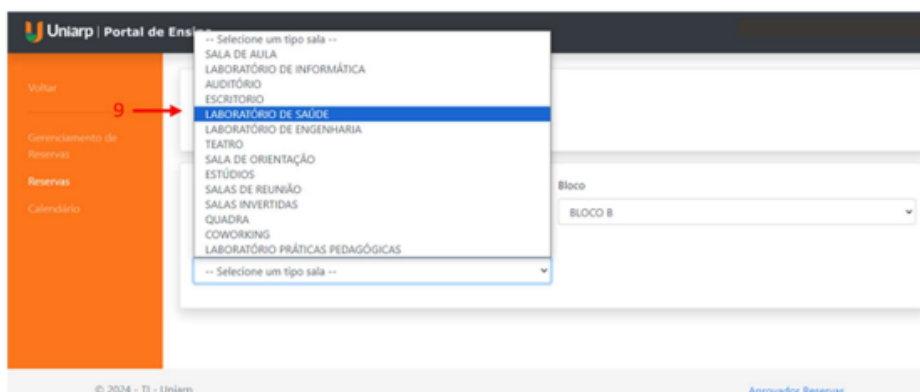 Uniarp | Portal de Ensino
-- Selecione um tipo sala --
SALA DE AULA
LABORATÓRIO DE INFORMÁTICA
AUDITÓRIO
ESCRITORIO
LABORATÓRIO DE SAÚDE
LABORATÓRIO DE ENGENHARIA
TEATRO
SALA DE ORIENTAÇÃO
ESTÚDIOS
SALAS DE REUNIÃO
SALAS INVERTIDAS
QUADRA
COWORKING
LABORATÓRIO PRÁTICAS PEDAGÓGICAS
-- Selecione um tipo sala --
Voltar
9
Gerenciamento de
Reservas
Reservas
Calendário
Bloco
BLOCO B
© 2024 - TI - Uniarp
Aprovador Reservas